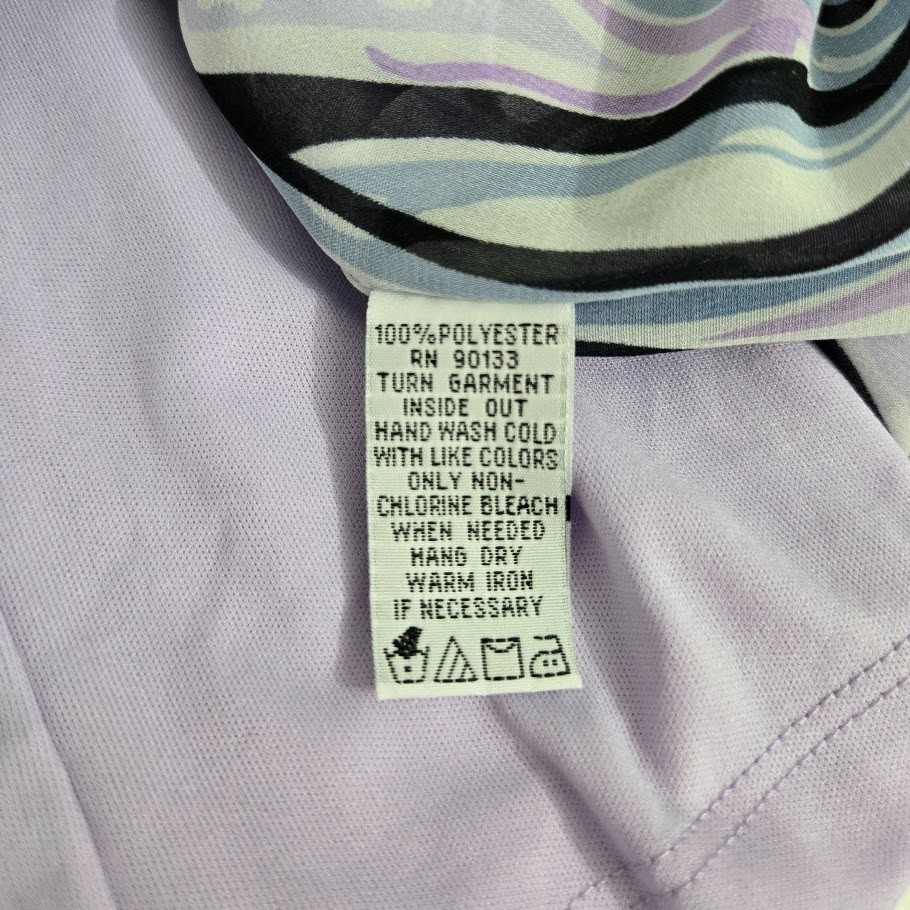 100%POLYESTER
RN 90133
TURN GARMENT
INSIDE OUT
HAND WASH COLD
WITH LIKE COLORS
ONLY NON-
CHLORINE BLEACH
WHEN NEEDED
HANG DRY
WARM IRON
IF NECESSARY